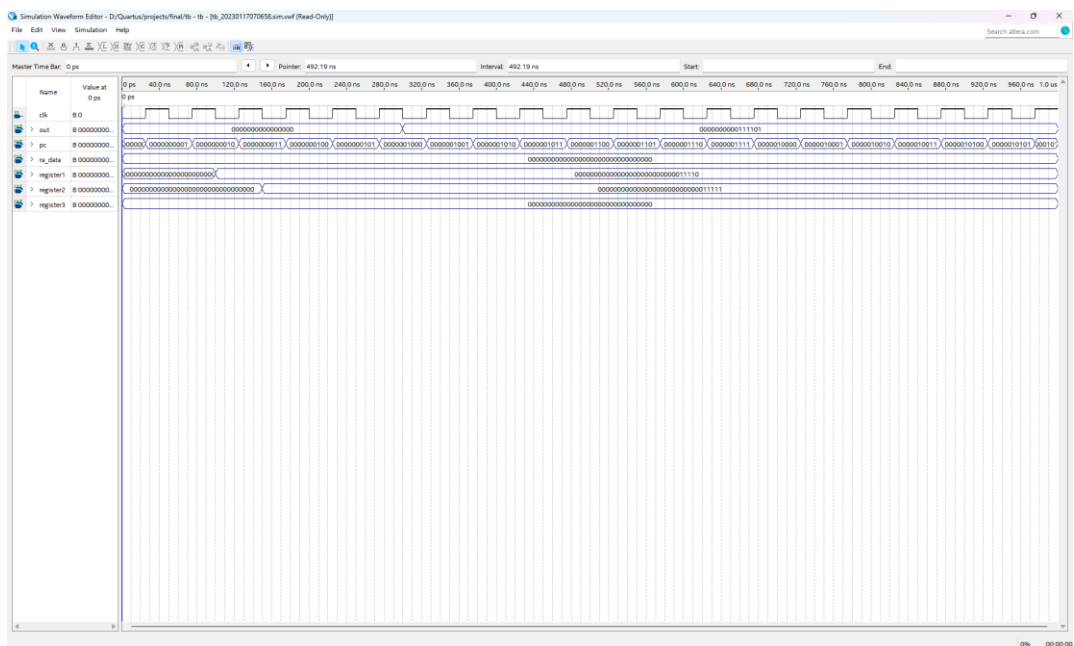 Simulation Waveform Editor - D:/Quartus/projects/final/tb - tb - [tb_20230117070658.sim.vwf (Read-Only)]
File Edit View Simulation Help
Search altera.com
Master Time Bar: 0 ps
Pointer: 492.19 ns
Interval: 492.19 ns
Start:
End:
Name
Value at
0 ps
0 ps 40.0 ns 80.0 ns 120.0 ns 160.0 ns 200.0 ns 240.0 ns 280.0 ns 320.0 ns 360.0 ns 400.0 ns 440.0 ns 480.0 ns 520.0 ns 560.0 ns 600.0 ns 640.0 ns 680.0 ns 720.0 ns 760.0 ns 800.0 ns 840.0 ns 880.0 ns 920.0 ns 960.0 ns 1.0 us
0 ps
clk B 0
> out B 00000000... 0000000000000000 0000000000111101
> pc B 00000000... 0000000001 0000000010 0000000011 0000000100 0000000101 0000001000 0000001001 0000001010 0000001011 0000001100 0000001101 0000001110 0000001111 0000010000 0000010001 0000010010 0000010011 0000010100 0000010101
> ra_data B 00000000... 00000000000000000000000000000000
> register1 B 00000000... 00000000000000000000000000011110
> register2 B 00000000... 00000000000000000000000000000000 00000000000000000000000000011111
> register3 B 00000000... 00000000000000000000000000000000
0% 00:00:00